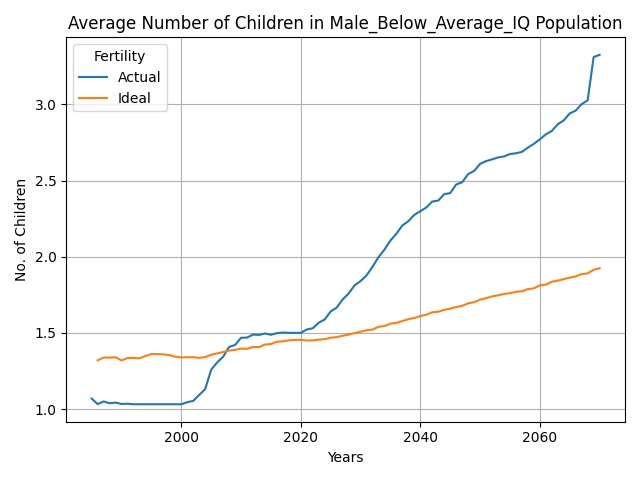 Average Number of Children in Male_Below_Average_IQ Population
Fertility
Actual
Ideal
No. of Children
3.0
2.5
2.0
1.5
1.0
2000 2020 2040 2060
Years